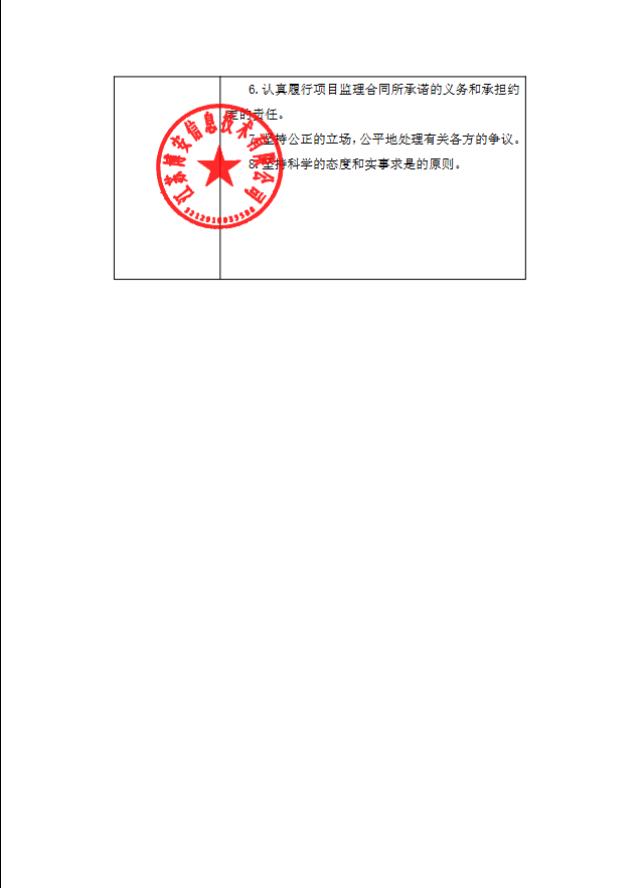 6.认真履行项目监理合同所承诺的义务和承担约
定的责任。
7.坚持公正的立场,公平地处理有关各方的争议。
8.坚持科学的态度和实事求是的原则。
江苏博安信息技术有限公司